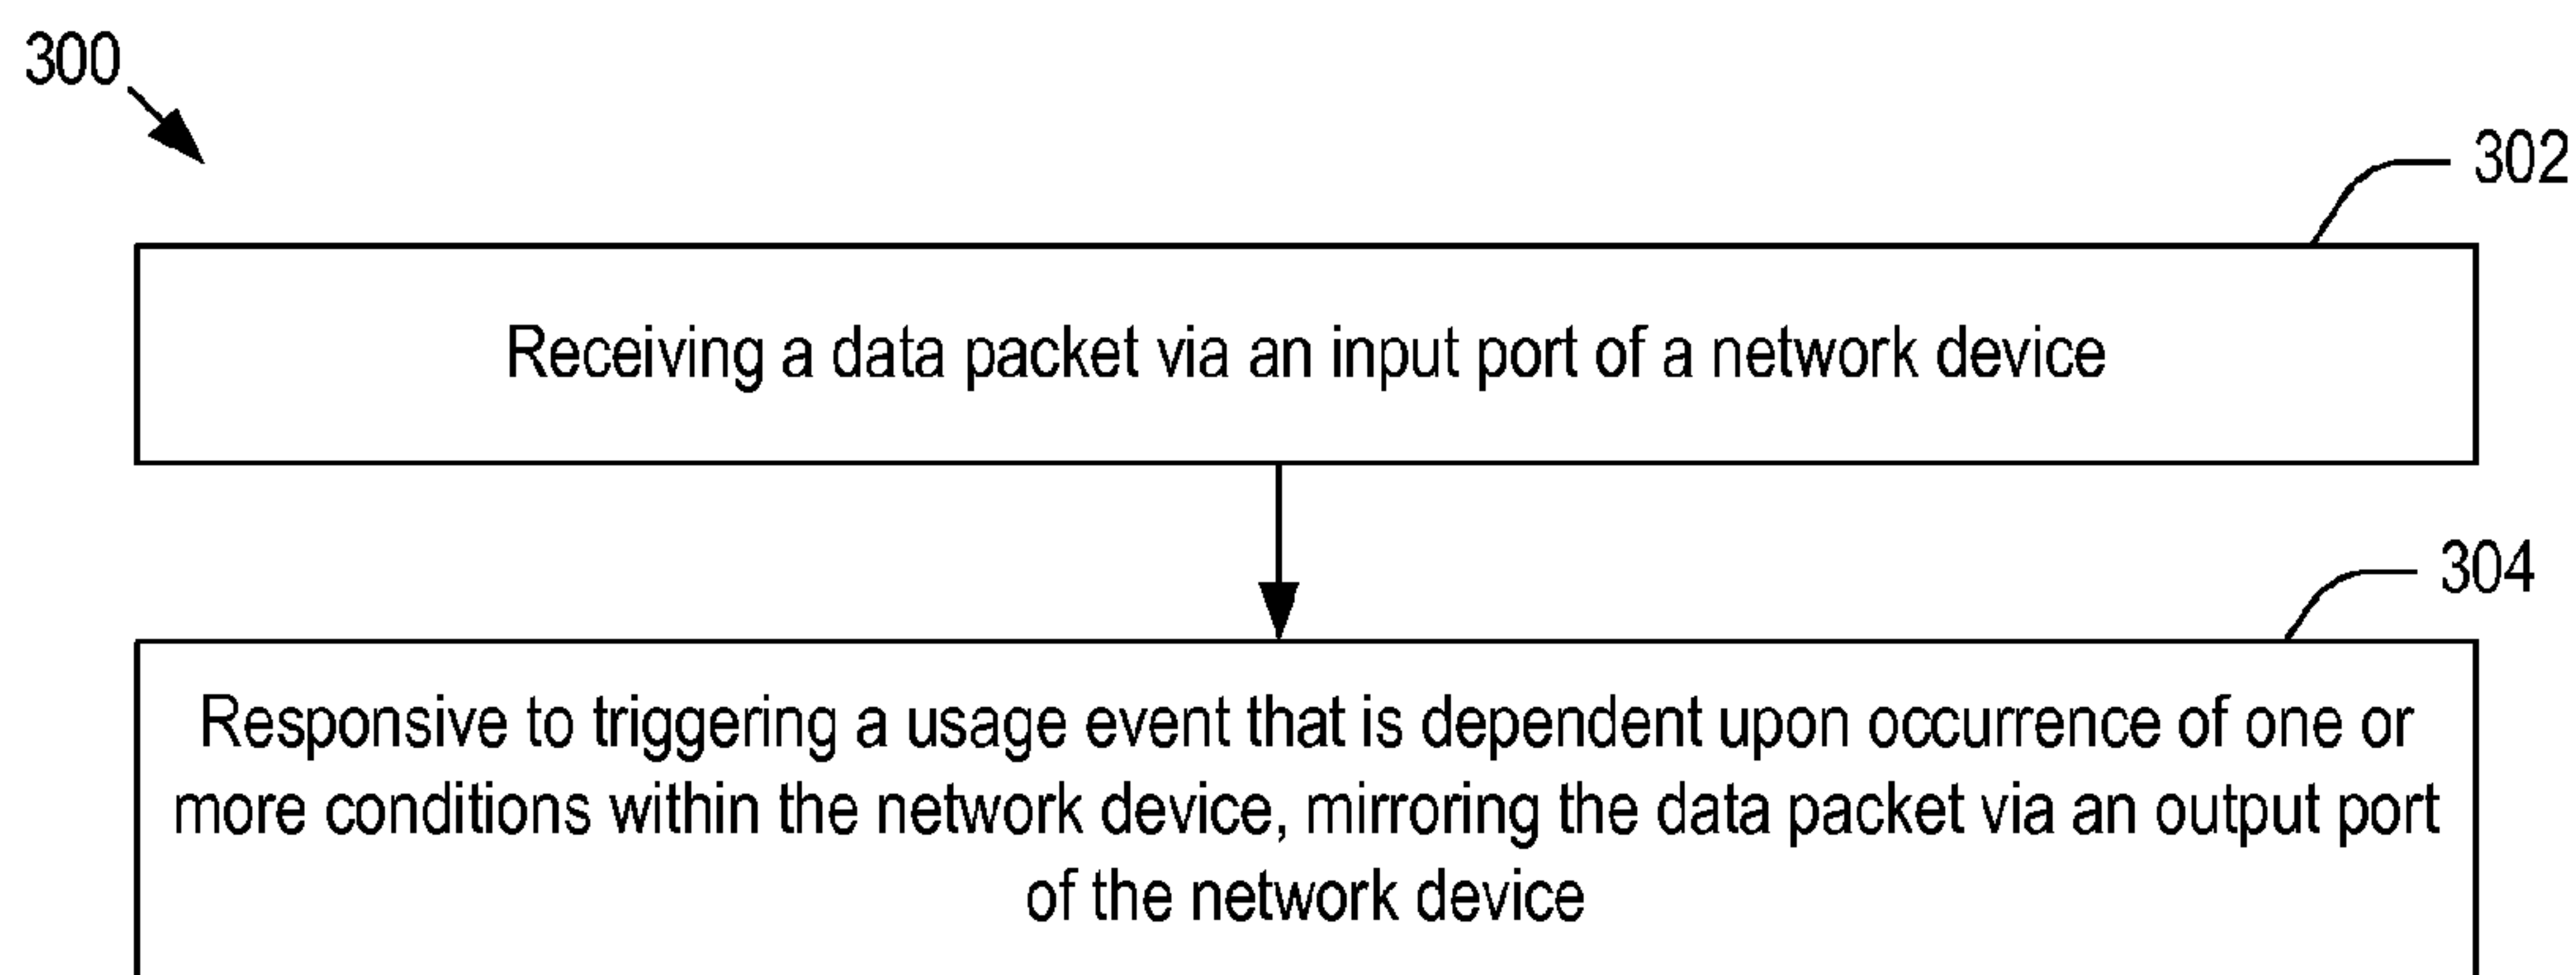 300
302
Receiving a data packet via an input port of a network device
304
Responsive to triggering a usage event that is dependent upon occurrence of one or
more conditions within the network device, mirroring the data packet via an output port
of the network device